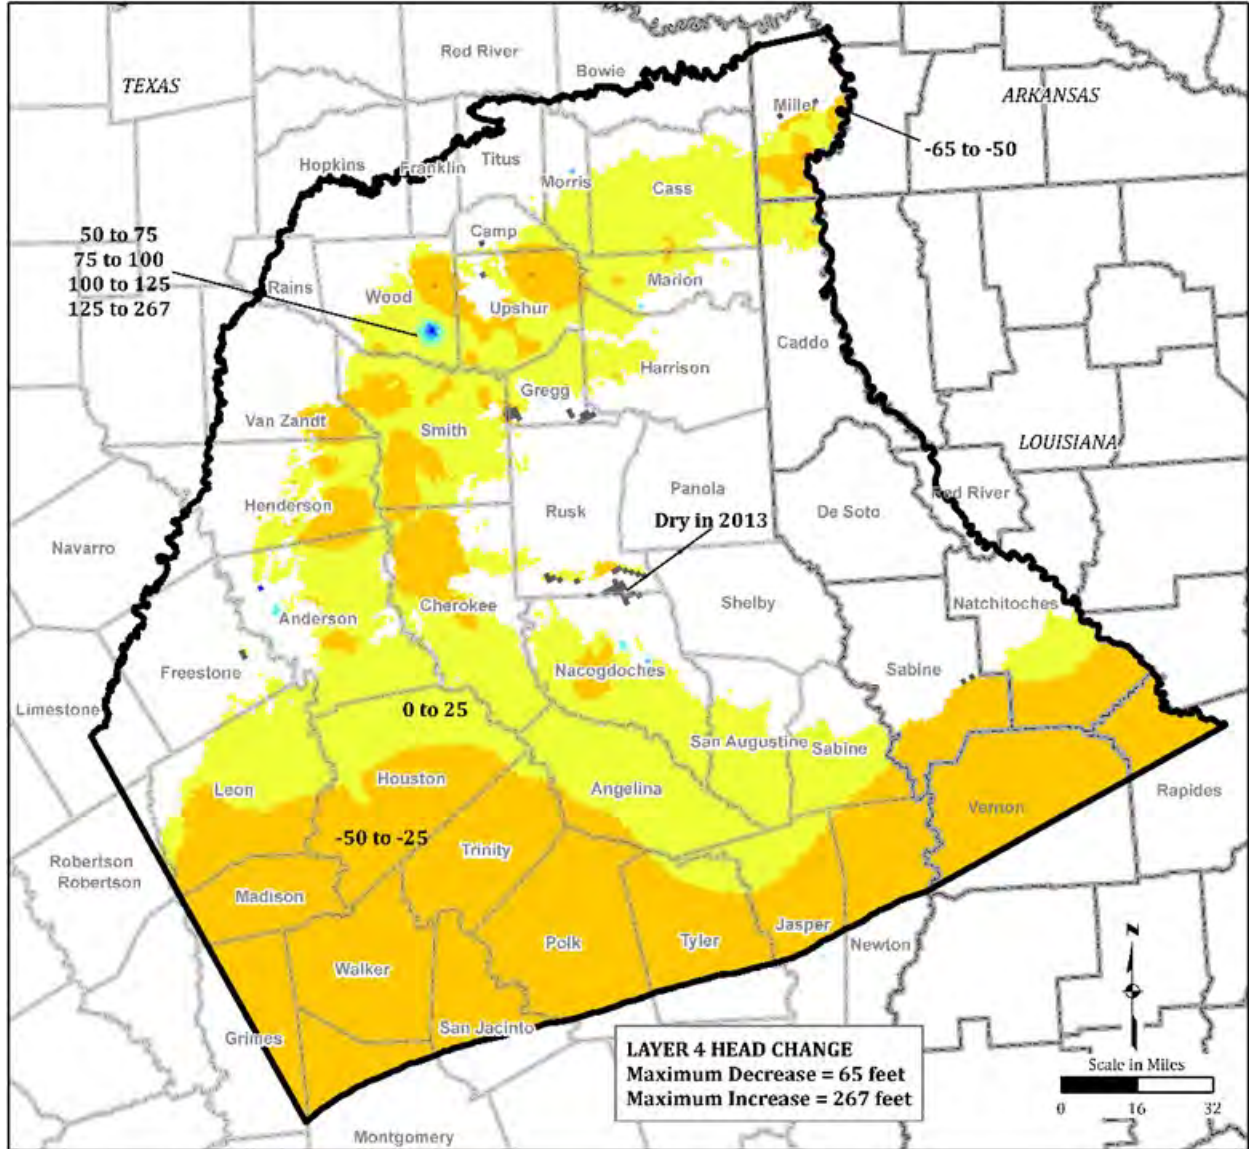 Red River
TEXAS
Bowie
ARKANSAS
Miller
-65 to -50
Hopkins
Franklin
Titus
Morris
Cass
50 to 75
75 to 100
100 to 125
125 to 267
Camp
Rains
Wood
Marion
Upshur
Caddo
Harrison
Gregg
Van Zandt
Smith
LOUISIANA
Henderson
Panola
Red River
Rusk
De Soto
Dry in 2013
Navarro
Anderson
Cherokee
Shelby
Natchitoches
Freestone
Nacogdoches
Sabine
Limestone
0 to 25
San Augustine
Sabine
Leon
Houston
Angelina
Vernon
Rapides
-50 to -25
Trinity
Robertson
Robertson
Madison
Polk
Tyler
Jasper
Newton
N
Walker
Grimes
San Jacinto
LAYER 4 HEAD CHANGE
Maximum Decrease = 65 feet
Maximum Increase = 267 feet
Scale in Miles
0 16 32
Montgomery